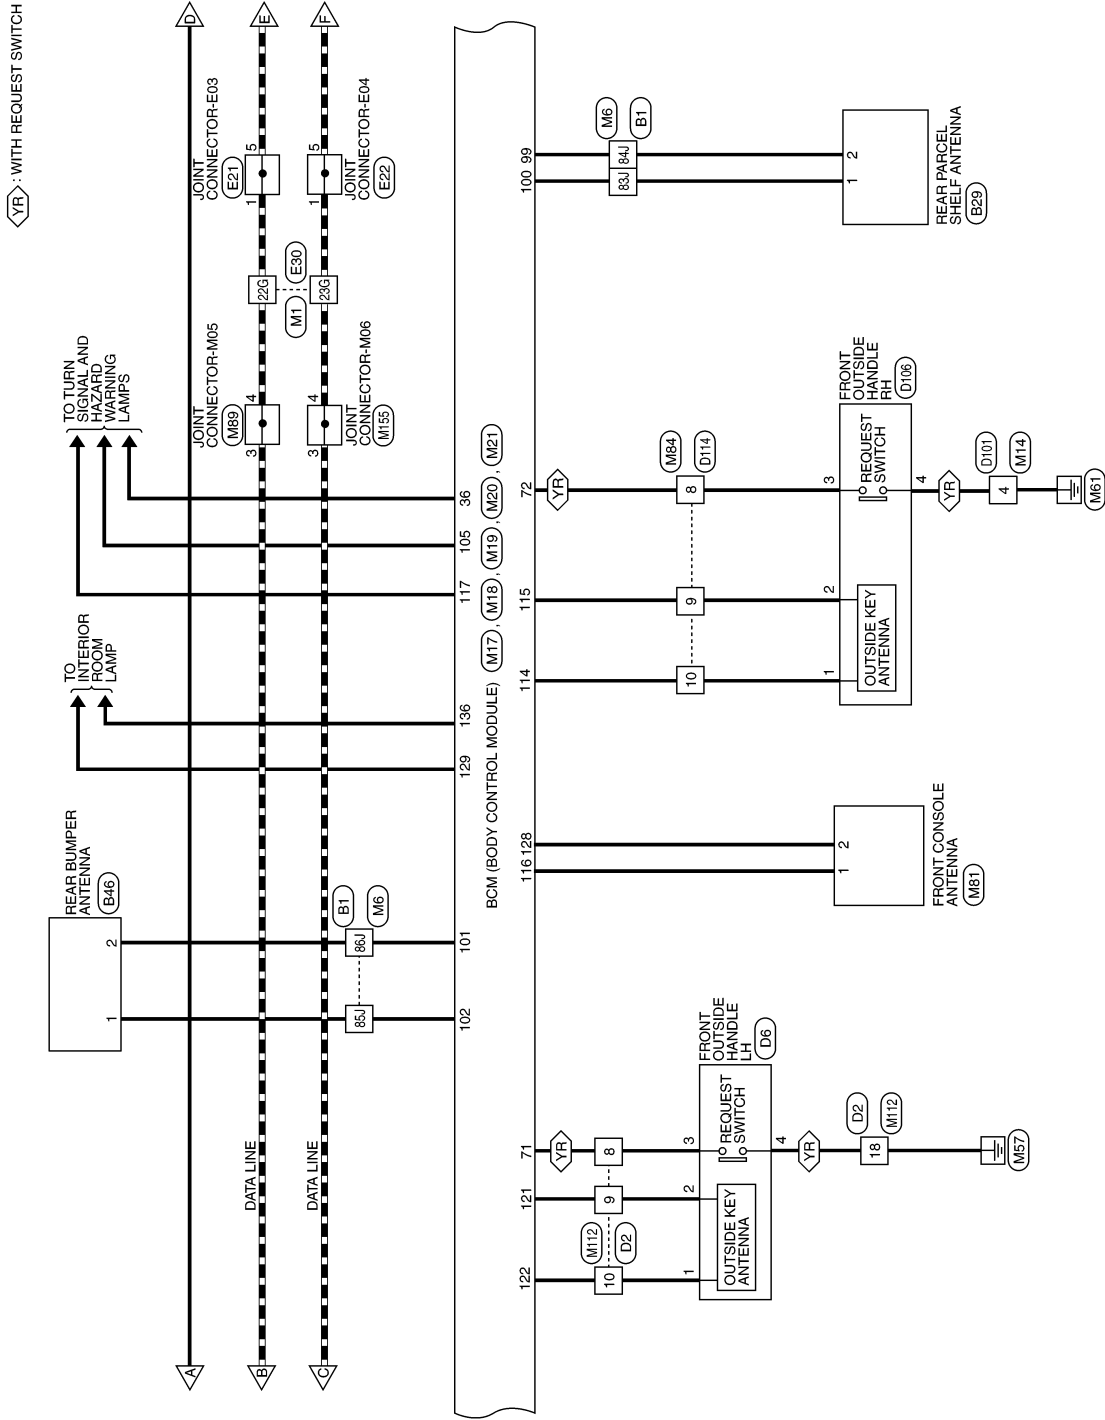 YR : WITH REQUEST SWITCH
A
D
DATA LINE
B
E
DATA LINE
C
F
REAR BUMPER
ANTENNA
B46
1
2
85J
86J
B1
M6
102
101
TO
INTERIOR
ROOM
LAMP
129
136
TO TURN
SIGNAL AND
HAZARD
WARNING
LAMPS
117
105
36
JOINT
CONNECTOR-M05
M89
3
4
JOINT
CONNECTOR-M06
M155
3
4
22G
23G
M1
E30
JOINT
CONNECTOR-E03
E21
1
5
JOINT
CONNECTOR-E04
E22
1
5
BCM (BODY CONTROL MODULE) M17 , M18 , M19 , M20 , M21
122
121
71
YR
M112
D2
10
9
8
1
2
3
OUTSIDE KEY
ANTENNA
REQUEST
SWITCH
FRONT
OUTSIDE
HANDLE
LH
D6
4
YR
18
D2
M112
M57
116
128
1
2
FRONT CONSOLE
ANTENNA
M81
114
115
72
YR
10
9
8
M84
D114
1
2
3
OUTSIDE KEY
ANTENNA
REQUEST
SWITCH
FRONT
OUTSIDE
HANDLE
RH
D106
4
YR
4
D101
M14
M61
100
99
83J
84J
M6
B1
1
2
REAR PARCEL
SHELF ANTENNA
B29